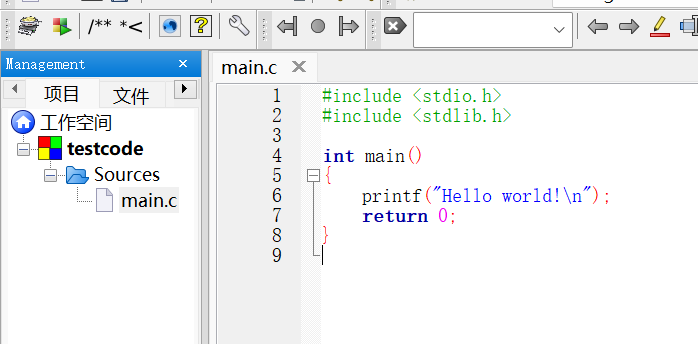 /** *<
Management
main.c
项目
文件
工作空间
testcode
Sources
main.c
1 #include <stdio.h>
2 #include <stdlib.h>
3
4 int main()
5 {
6 printf("Hello world!\n");
7 return 0;
8 }
9